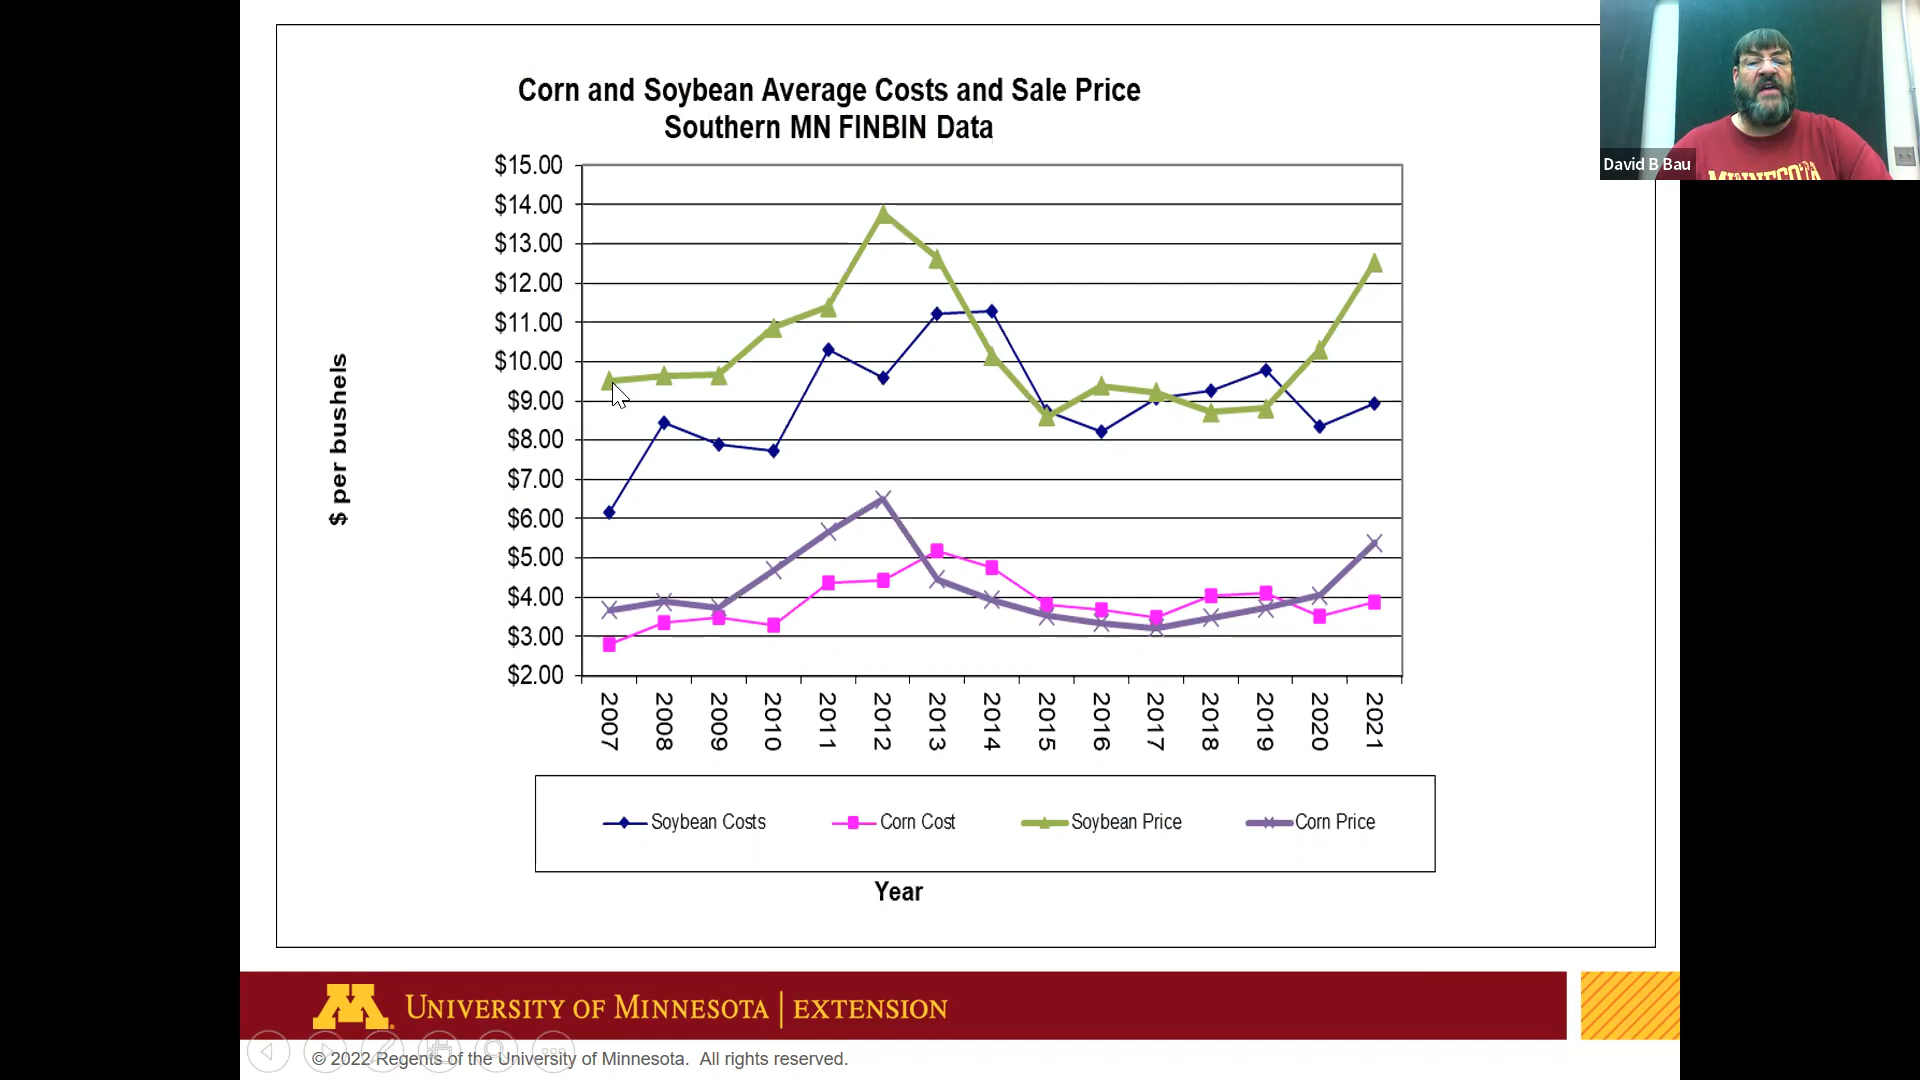 Corn and Soybean Average Costs and Sale Price
Southern MN FINBIN Data
David B Bau
MINNESOTA
$ per bushels
$15.00
$14.00
$13.00
$12.00
$11.00
$10.00
$9.00
$8.00
$7.00
$6.00
$5.00
$4.00
$3.00
$2.00
2007
2008
2009
2010
2011
2012
2013
2014
2015
2016
2017
2018
2019
2020
2021
Soybean Costs
Corn Cost
Soybean Price
Corn Price
Year
M
UNIVERSITY OF MINNESOTA | EXTENSION
© 2022 Regents of the University of Minnesota. All rights reserved.